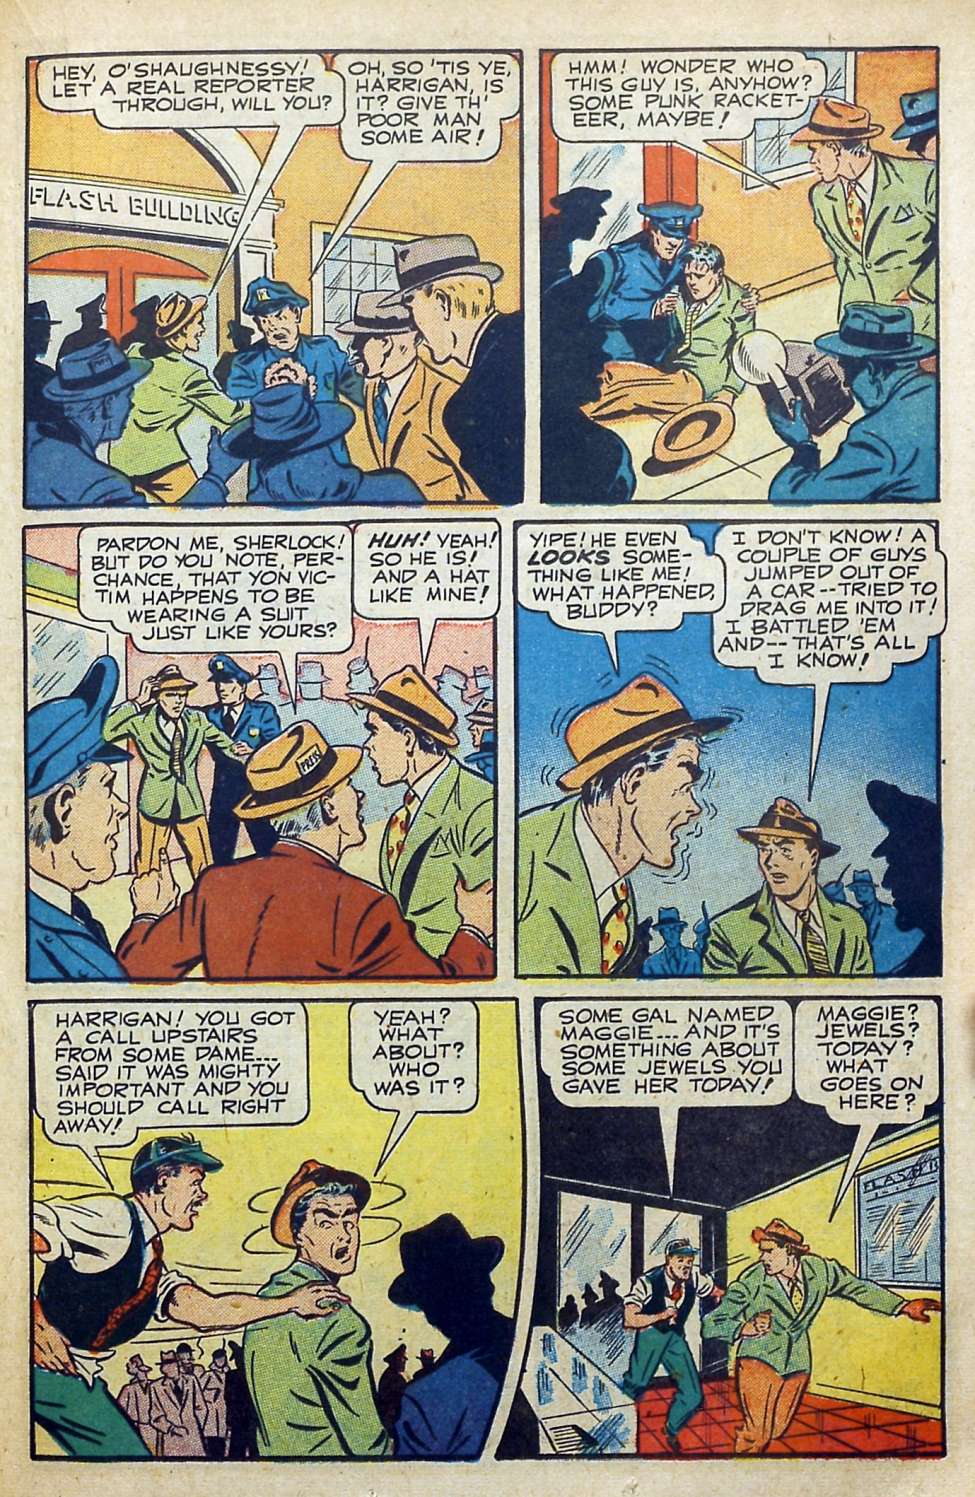 HEY, O'SHAUGHNESSY!
LET A REAL REPORTER
THROUGH, WILL YOU?
OH, SO 'TIS YE,
HARRIGAN, IS
IT? GIVE TH'
POOR MAN
SOME AIR!
FLASH BUILDING
HMM! WONDER WHO
THIS GUY IS, ANYHOW?
SOME PUNK RACKET-
EER, MAYBE!
PARDON ME, SHERLOCK!
BUT DO YOU NOTE, PER-
CHANCE, THAT YON VIC-
TIM HAPPENS TO BE
WEARING A SUIT
JUST LIKE YOURS?
HUH! YEAH!
SO HE IS!
AND A HAT
LIKE MINE!
PRESS
YIPE! HE EVEN
LOOKS SOME-
THING LIKE ME!
WHAT HAPPENED,
BUDDY?
I DON'T KNOW! A
COUPLE OF GUYS
JUMPED OUT OF
A CAR--TRIED TO
DRAG ME INTO IT!
I BATTLED 'EM
AND--THAT'S ALL
I KNOW!
HARRIGAN! YOU GOT
A CALL UPSTAIRS
FROM SOME DAME...
SAID IT WAS MIGHTY
IMPORTANT AND YOU
SHOULD CALL RIGHT
AWAY!
YEAH?
WHAT
ABOUT?
WHO
WAS IT?
SOME GAL NAMED
MAGGIE... AND IT'S
SOMETHING ABOUT
SOME JEWELS YOU
GAVE HER TODAY!
MAGGIE?
JEWELS?
TODAY?
WHAT
GOES ON
HERE?